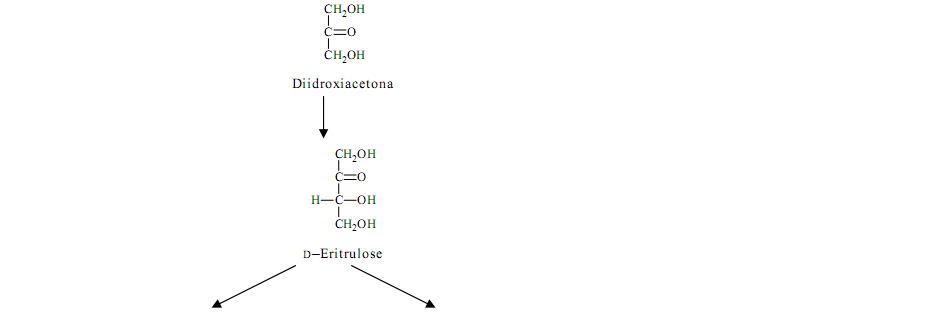 CH₂OH
C=O
CH₂OH
Diidroxiacetona
CH₂OH
C=O
H—C—OH
CH₂OH
D–Eritrulose